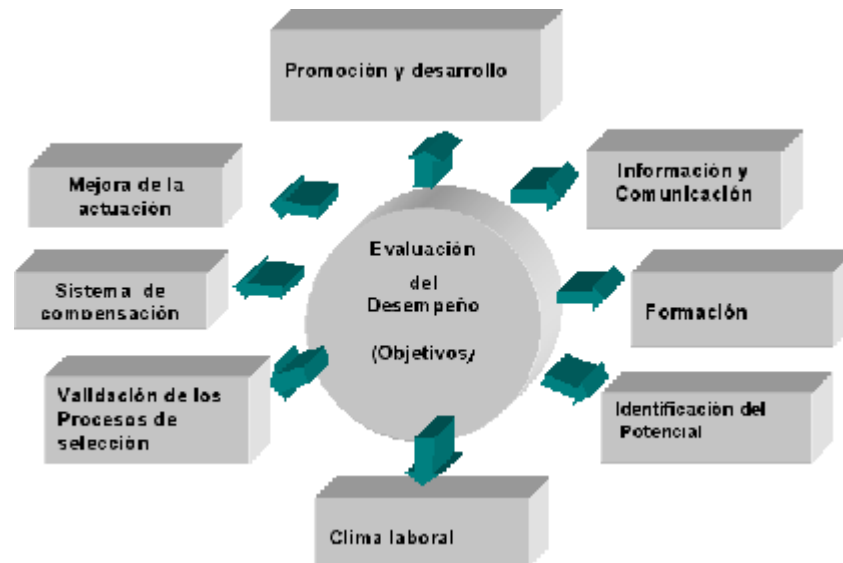 Promoción y desarrollo
Mejora de la
actuación
Información y
Comunicación
Evaluación
del
Desempeño
(Objetivos/
Sistema de
compensación
Formación
Validación de los
Procesos de
selección
Identificación del
Potencial
Clima laboral